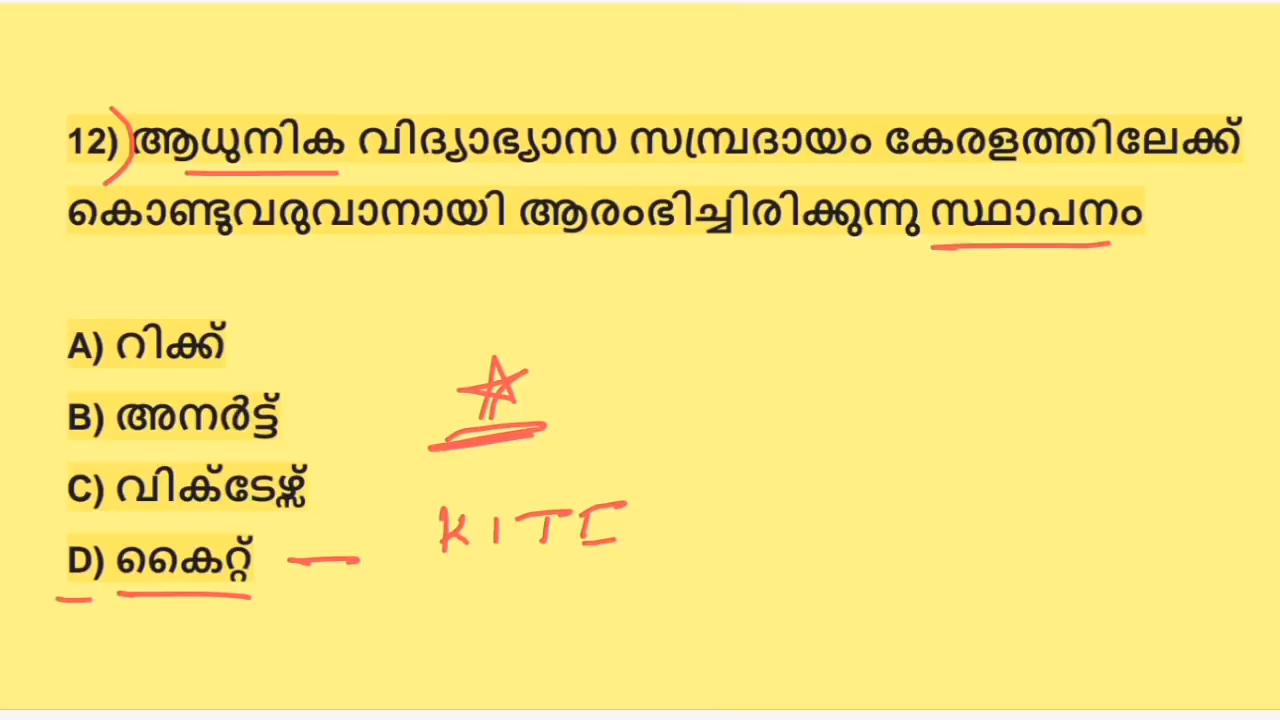 12) ആധുനിക വിദ്യാഭ്യാസ സമ്പ്രദായം കേരളത്തിലേക്ക്
കൊണ്ടുവരുവാനായി ആരംഭിച്ചിരിക്കുന്നു സ്ഥാപനം
A) റിക്ക്
B) അനർട്ട്
C) വിക്ടേഴ്സ്
D) കൈറ്റ്
KITE